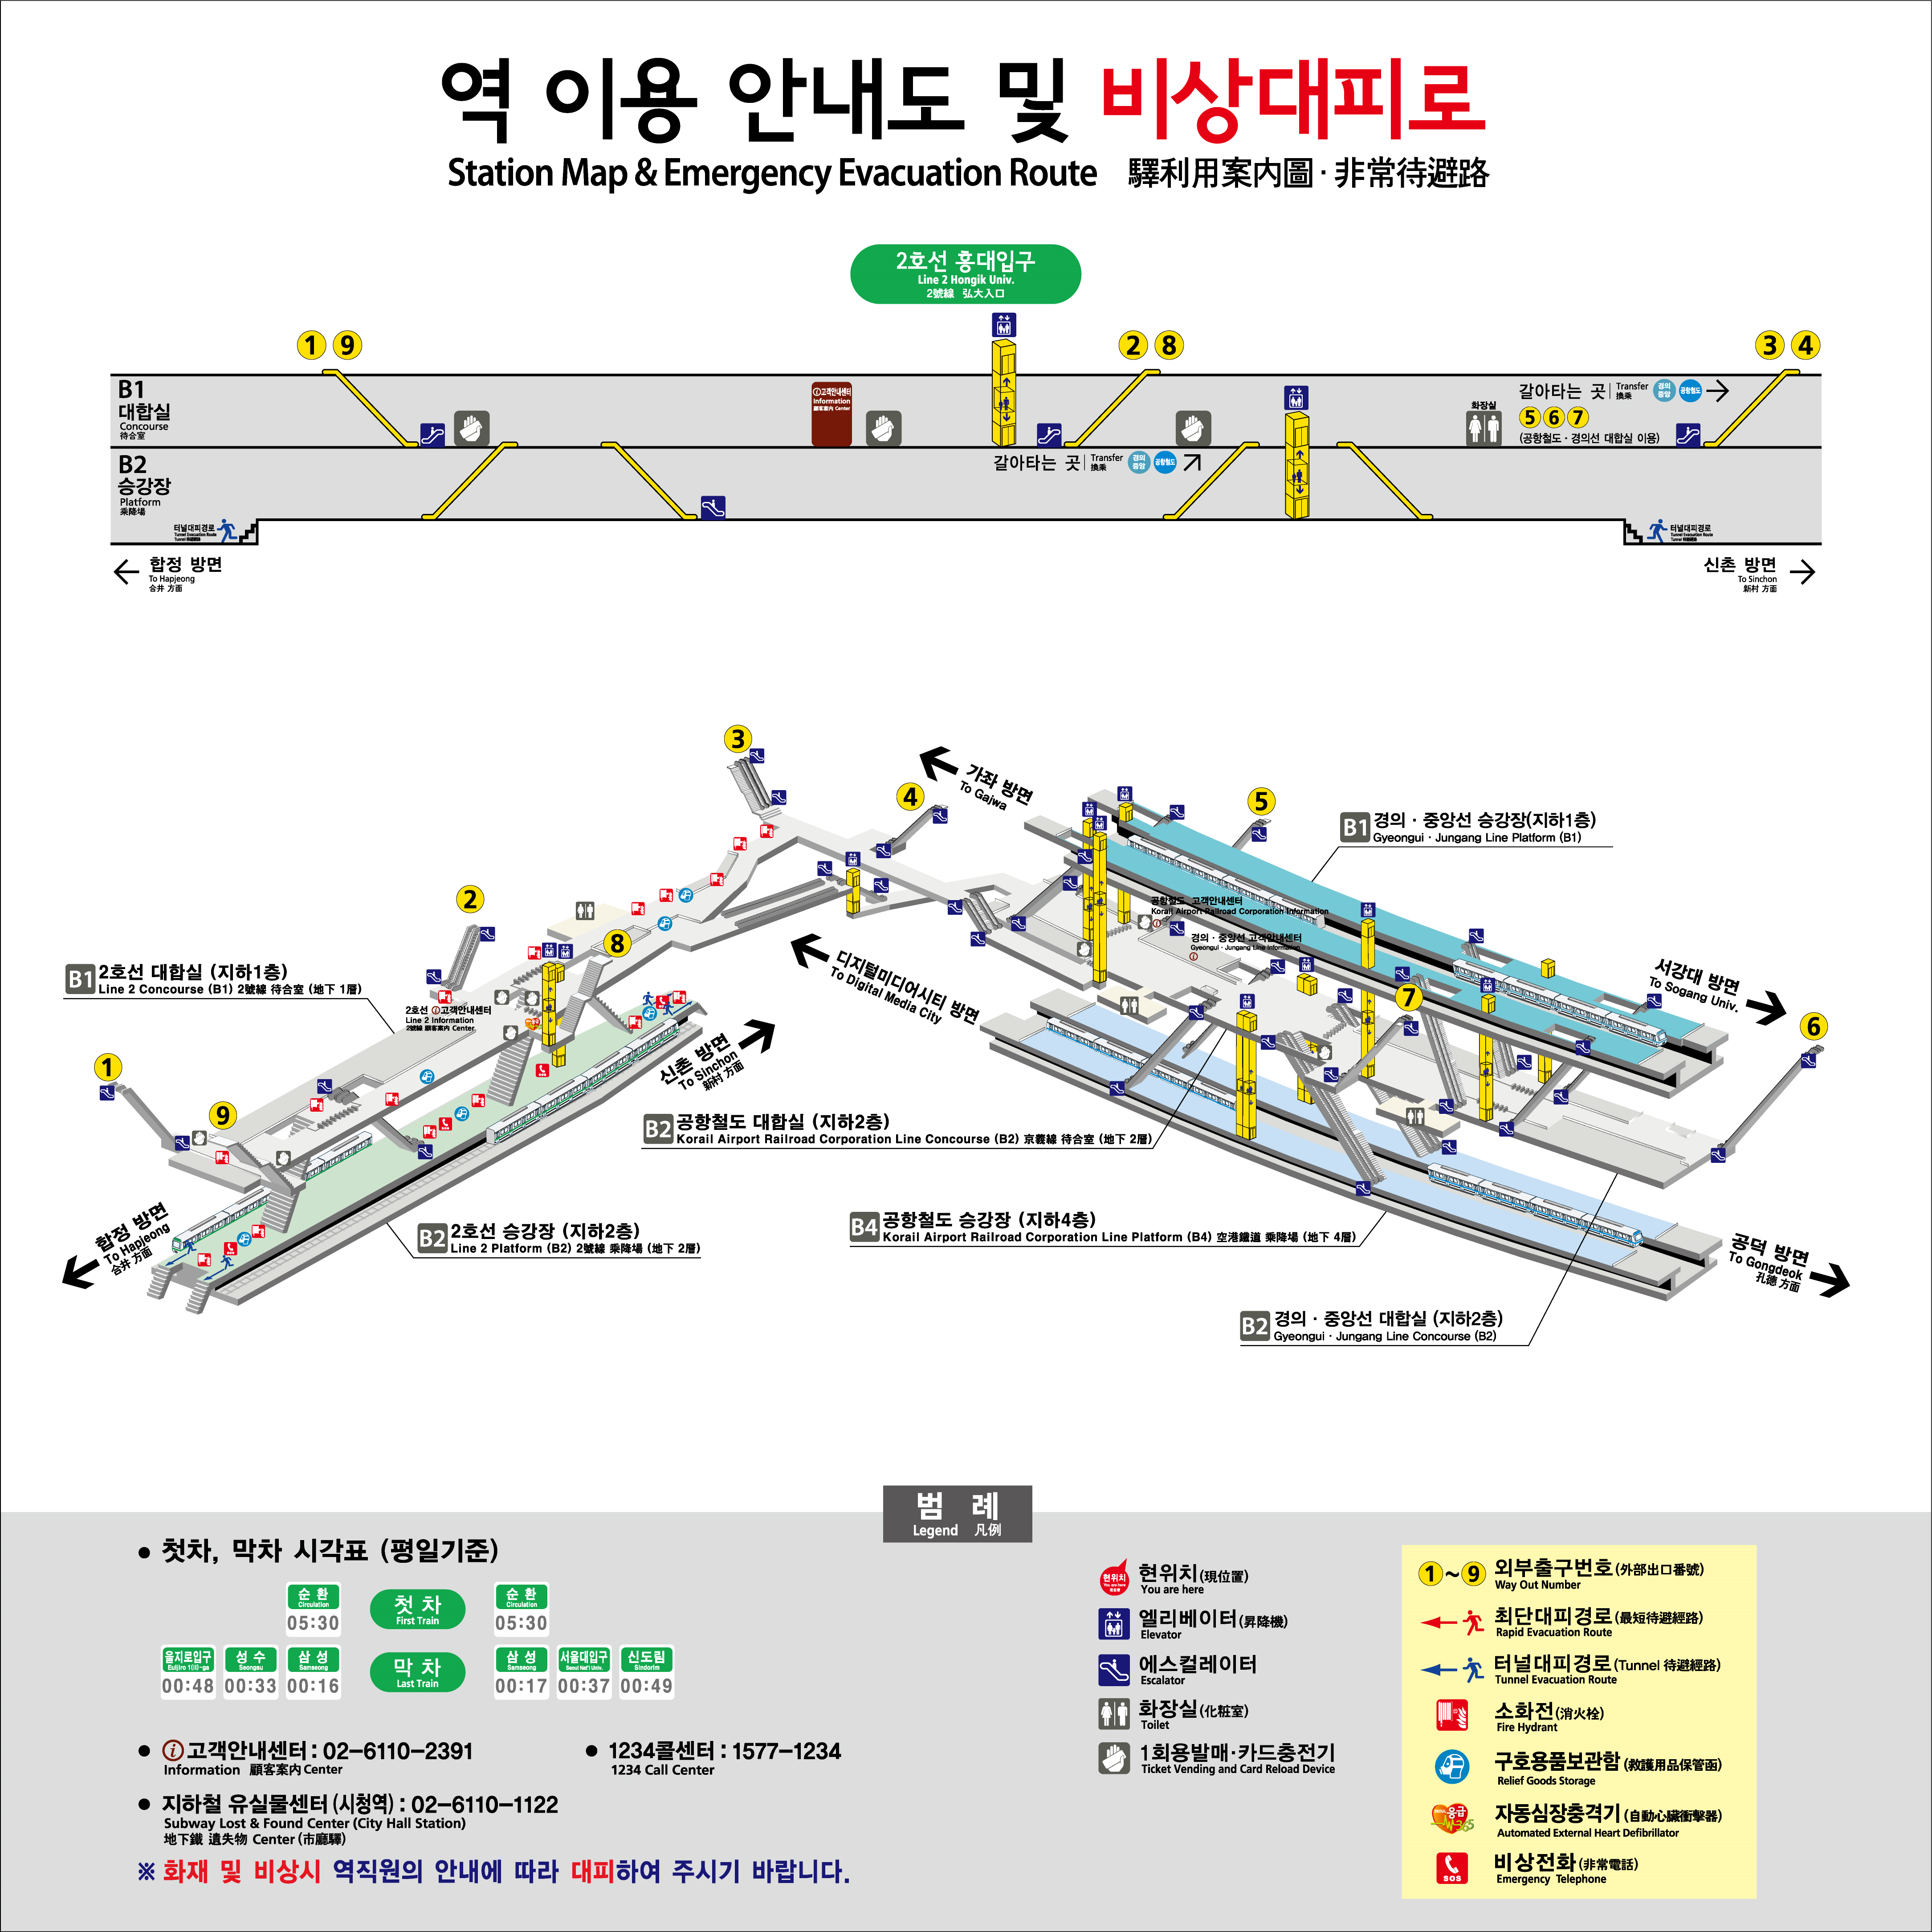 역 이용 안내도 및 비상대피로
Station Map & Emergency Evacuation Route 驛利用案內圖·非常待避路
2호선 홍대입구
Line 2 Hongik Univ.
2號線 弘大入口
1 9
2 8
3 4
B1
대합실
Concourse
待合室
ⓘ고객안내센터
Information
顧客案內 Center
화장실
갈아타는 곳 | Transfer 換乘 경의중앙 공항철도 →
5 6 7
(공항철도·경의선 대합실 이용)
B2
승강장
Platform
乘降場
갈아타는 곳 | Transfer 換乘 경의중앙 공항철도
터널대피경로
Tunnel Evacuation Route
터널대피경로
Tunnel Evacuation Route
← 합정 방면
To Hapjeong
合井 方面
신촌 방면 →
To Sinchon
新村 方面
3
4
가좌 방면
To Gajwa
5
B1 경의·중앙선 승강장(지하1층)
Gyeongui·Jungang Line Platform (B1)
2
8
공항철도 고객안내센터
Korail Airport Railroad Corporation Information
경의·중앙선 고객안내센터
Gyeongui·Jungang Line Information
B1 2호선 대합실 (지하1층)
Line 2 Concourse (B1) 2號線 待合室 (地下 1層)
2호선 ⓘ고객안내센터
Line 2 Information
2號線 顧客案內 Center
디지털미디어시티 방면
To Digital Media City
서강대 방면
To Sogang Univ.
7
6
1
9
신촌 방면
To Sinchon
新村 方面
B2 공항철도 대합실 (지하2층)
Korail Airport Railroad Corporation Line Concourse (B2) 京義線 待合室 (地下 2層)
합정 방면
To Hapjeong
合井 方面
B2 2호선 승강장 (지하2층)
Line 2 Platform (B2) 2號線 乘降場 (地下 2層)
B4 공항철도 승강장 (지하4층)
Korail Airport Railroad Corporation Line Platform (B4) 空港鐵道 乘降場 (地下 4層)
공덕 방면
To Gongdeok
孔德 方面
B2 경의·중앙선 대합실 (지하2층)
Gyeongui·Jungang Line Concourse (B2)
범 례
Legend 凡例
● 첫차, 막차 시각표 (평일기준)
순 환 첫 차 순 환
Circulation First Train Circulation
05:30 05:30
을지로입구 성 수 삼 성 막 차 삼 성 서울대입구 신도림
Euljiro 1(il)-ga Seongsu Samseong Last Train Samseong Seoul Nat'l Univ. Sindorim
00:48 00:33 00:16 00:17 00:37 00:49
● ⓘ고객안내센터 : 02-6110-2391
Information 顧客案內 Center
● 1234콜센터 : 1577-1234
1234 Call Center
● 지하철 유실물센터 (시청역) : 02-6110-1122
Subway Lost & Found Center (City Hall Station)
地下鐵 遺失物 Center (市廳驛)
※ 화재 및 비상시 역직원의 안내에 따라 대피하여 주시기 바랍니다.
현위치
You are here
現位置
현위치(現位置)
You are here
엘리베이터(昇降機)
Elevator
에스컬레이터
Escalator
화장실(化粧室)
Toilet
1회용발매·카드충전기
Ticket Vending and Card Reload Device
1~9 외부출구번호(外部出口番號)
Way Out Number
최단대피경로(最短待避經路)
Rapid Evacuation Route
터널대피경로(Tunnel 待避經路)
Tunnel Evacuation Route
소화전(消火栓)
Fire Hydrant
구호용품보관함(救護用品保管函)
Relief Goods Storage
응급
365
자동심장충격기(自動心臟衝擊器)
Automated External Heart Defibrillator
SOS
비상전화(非常電話)
Emergency Telephone